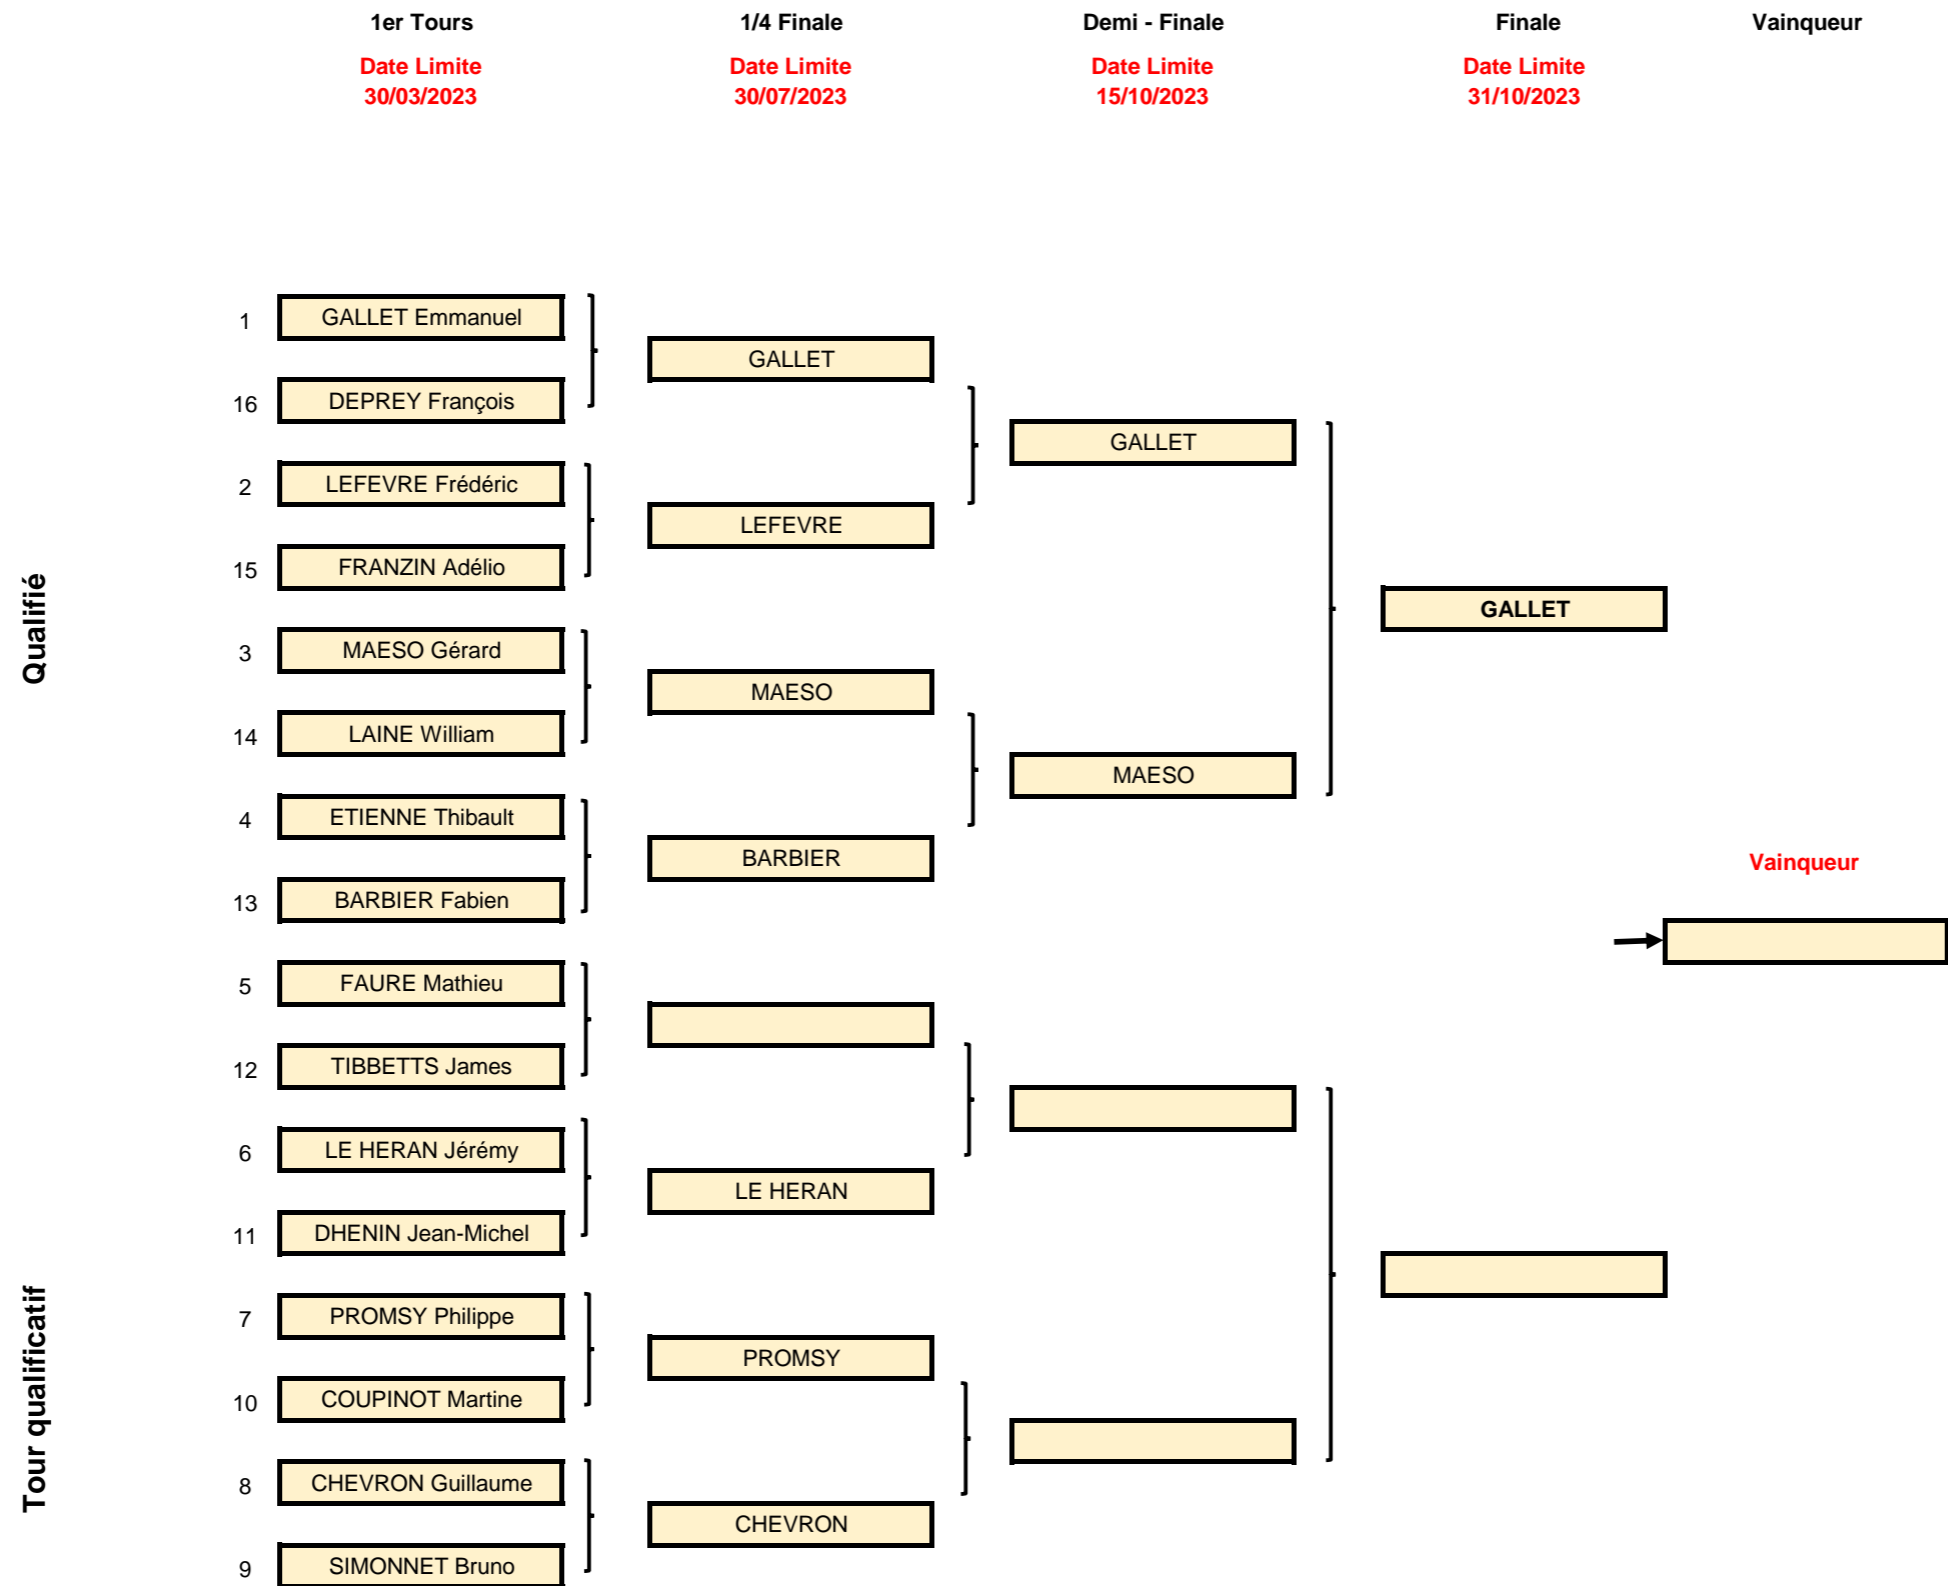 1er Tours
1/4 Finale
Demi - Finale
Finale
Vainqueur
Date Limite
30/03/2023
Date Limite
30/07/2023
Date Limite
15/10/2023
Date Limite
31/10/2023
Qualifié
Tour qualificatif
1 GALLET Emmanuel
16 DEPREY François
2 LEFEVRE Frédéric
15 FRANZIN Adélio
3 MAESO Gérard
14 LAINE William
4 ETIENNE Thibault
13 BARBIER Fabien
5 FAURE Mathieu
12 TIBBETTS James
6 LE HERAN Jérémy
11 DHENIN Jean-Michel
7 PROMSY Philippe
10 COUPINOT Martine
8 CHEVRON Guillaume
9 SIMONNET Bruno
GALLET
LEFEVRE
MAESO
BARBIER
LE HERAN
PROMSY
CHEVRON
GALLET
MAESO
GALLET
Vainqueur